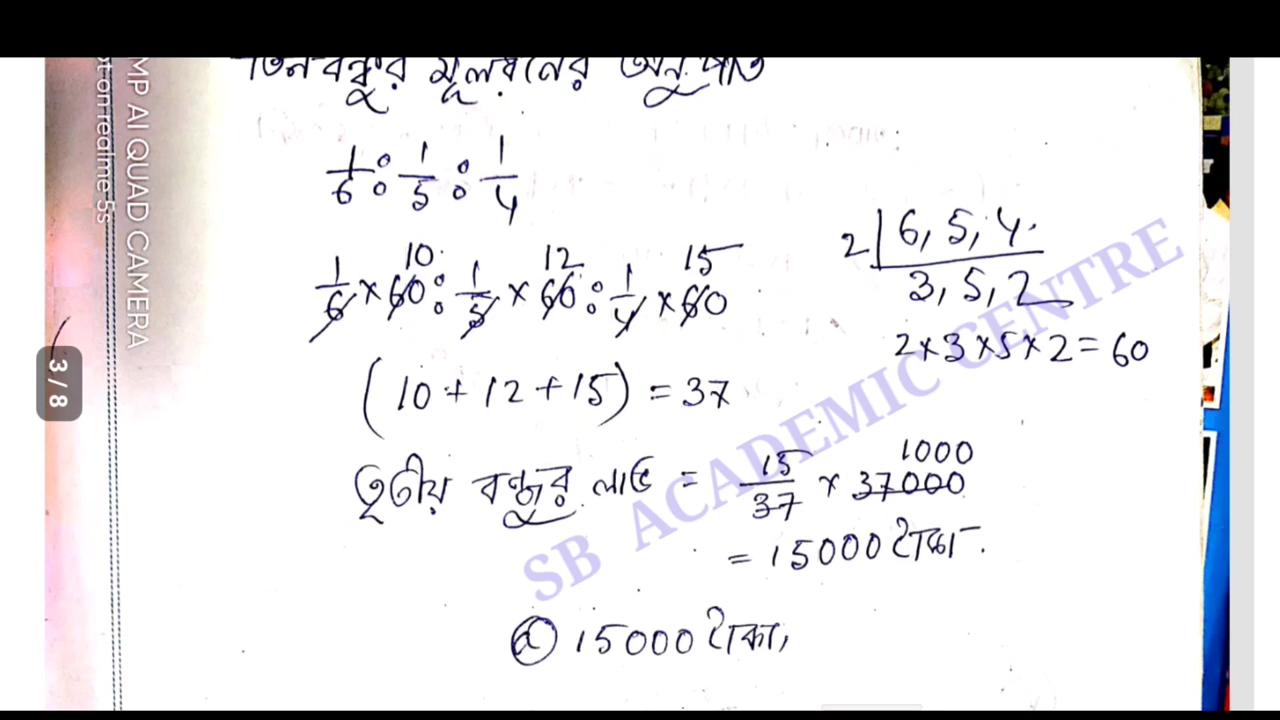 তিনবন্ধুর মূলধনের অনুপাত
1/6 : 1/5 : 1/4
10 12 15
1/6 × 60 : 1/5 × 60 : 1/4 × 60
(10 + 12 + 15) = 37
2 | 6, 5, 4
3, 5, 2
2 × 3 × 5 × 2 = 60
1000
তৃতীয় বন্ধুর লাভ = 15/37 × 37000
= 15000 টাকা
15000 টাকা,
SB ACADEMIC CENTRE
MP AI QUAD CAMERA
ot on realme 5s
3 / 8